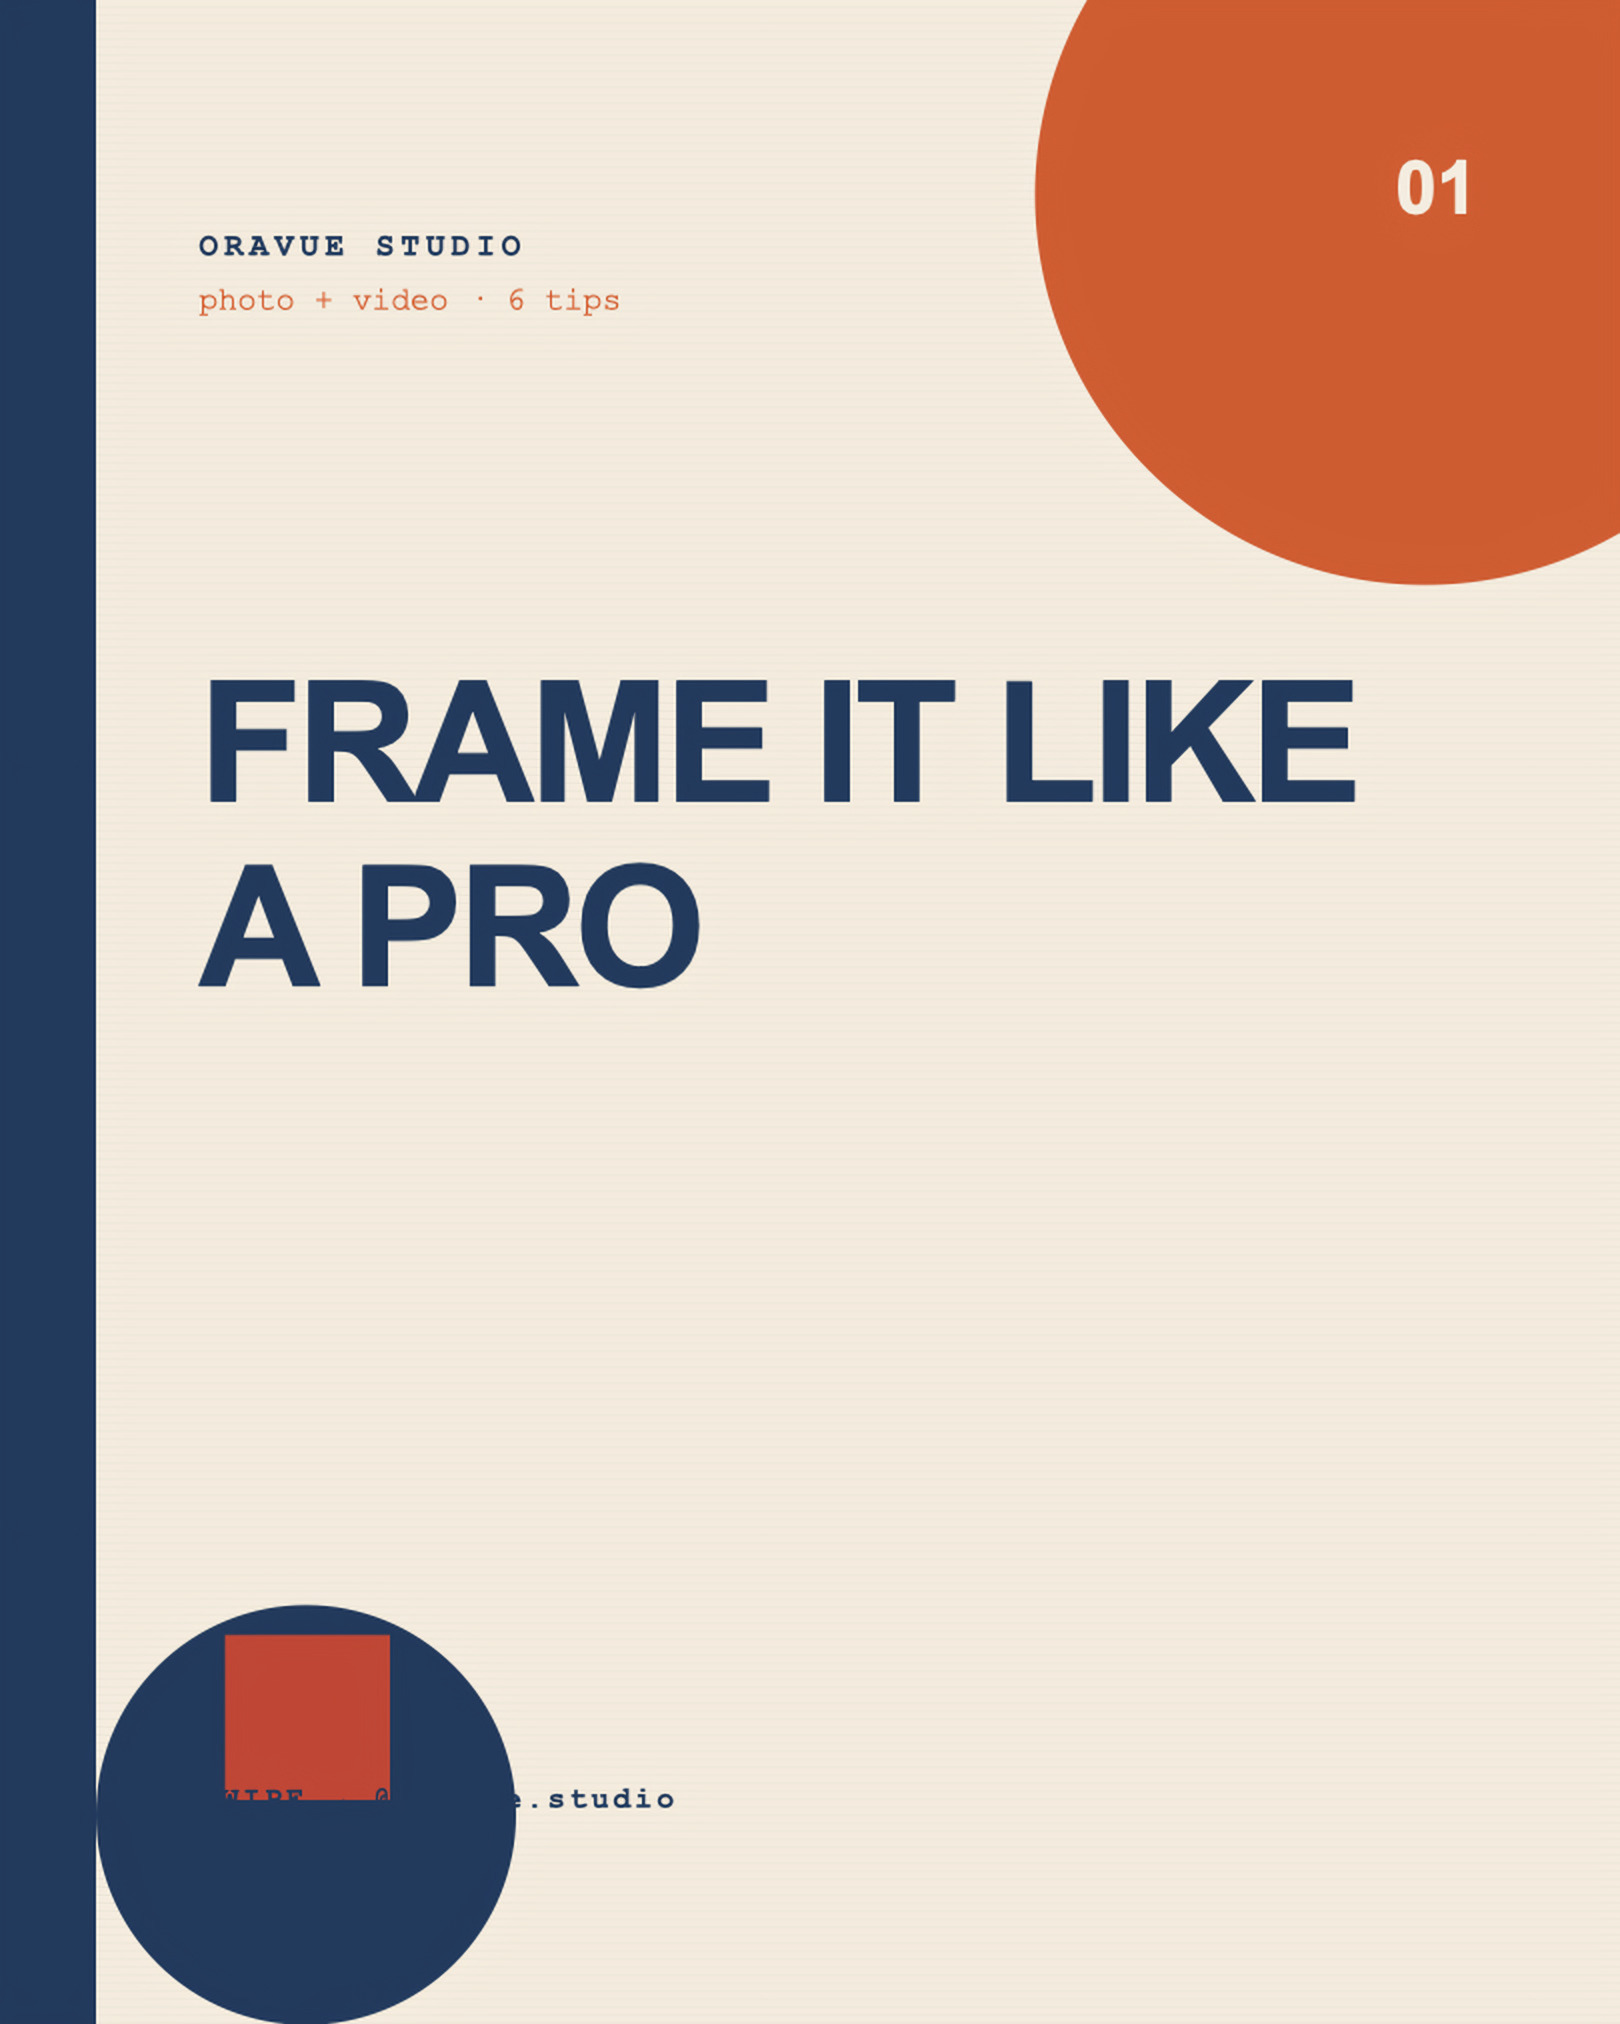 01
ORAVUE STUDIO
photo + video · 6 tips
FRAME IT LIKE
A PRO
e.studio